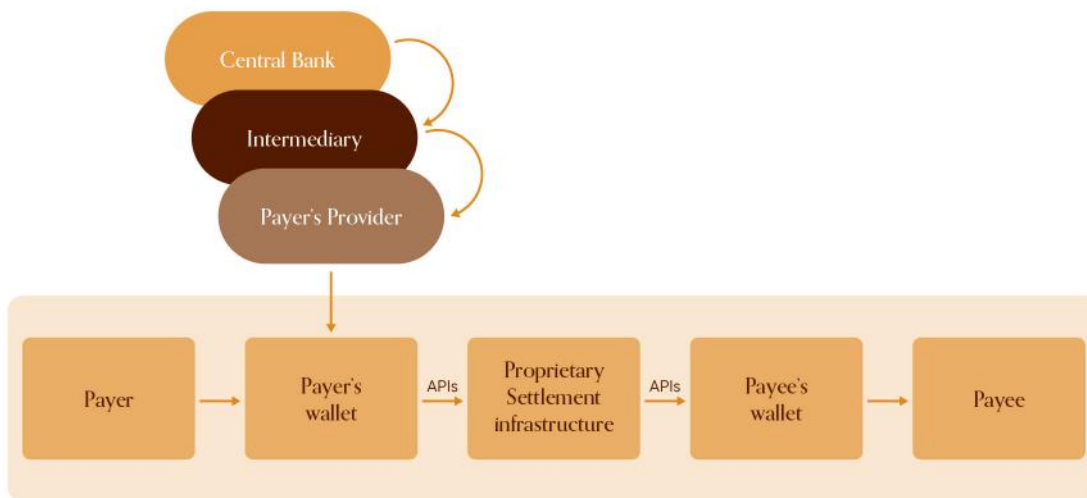 Central Bank
Intermediary
Payer's Provider
Payer
Payer's
wallet
APIs
Proprietary
Settlement
infrastructure
APIs
Payee's
wallet
Payee